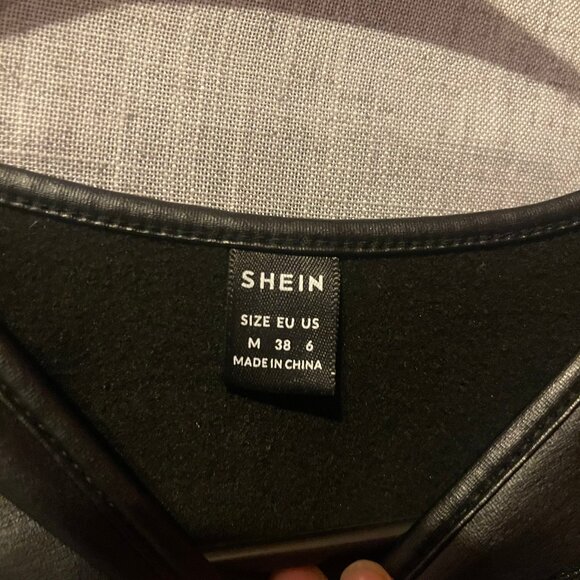 SHEIN
SIZE EU US
M 38 6
MADE IN CHINA